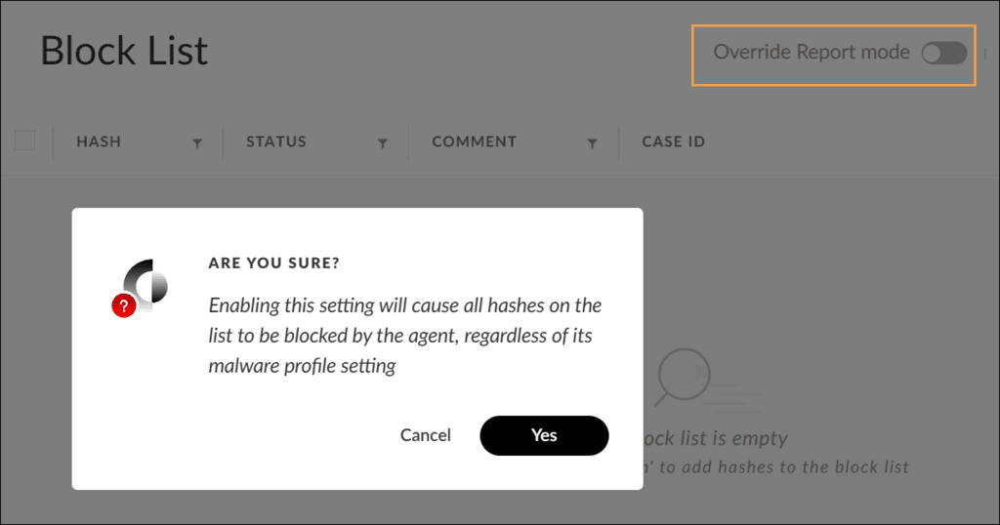 Block List
Override Report mode
HASH
STATUS
COMMENT
CASE ID
?
ARE YOU SURE?
Enabling this setting will cause all hashes on the
list to be blocked by the agent, regardless of its
malware profile setting
Cancel
Yes
list is empty
to add hashes to the block list